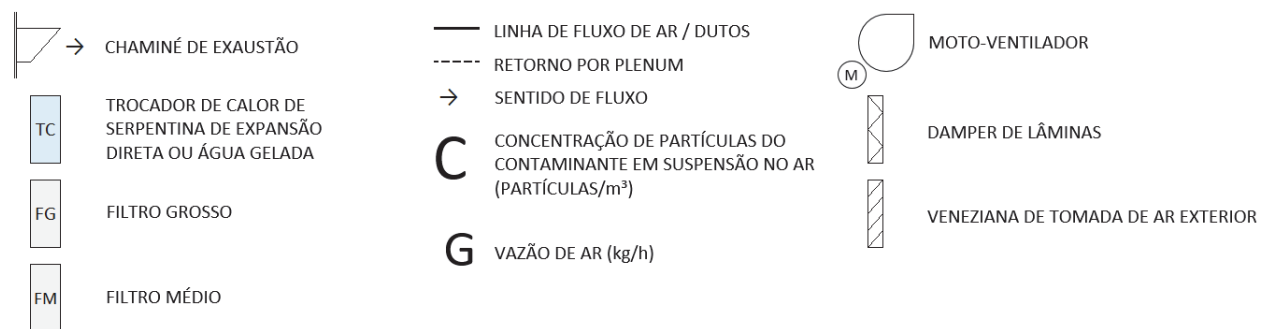 CHAMINÉ DE EXAUSTÃO
TC
TROCADOR DE CALOR DE
SERPENTINA DE EXPANSÃO
DIRETA OU ÁGUA GELADA
FG
FILTRO GROSSO
FM
FILTRO MÉDIO
LINHA DE FLUXO DE AR / DUTOS
RETORNO POR PLENUM
SENTIDO DE FLUXO
C
CONCENTRAÇÃO DE PARTÍCULAS DO
CONTAMINANTE EM SUSPENSÃO NO AR
(PARTÍCULAS/m³)
G
VAZÃO DE AR (kg/h)
M
MOTO-VENTILADOR
DAMPER DE LÂMINAS
VENEZIANA DE TOMADA DE AR EXTERIOR